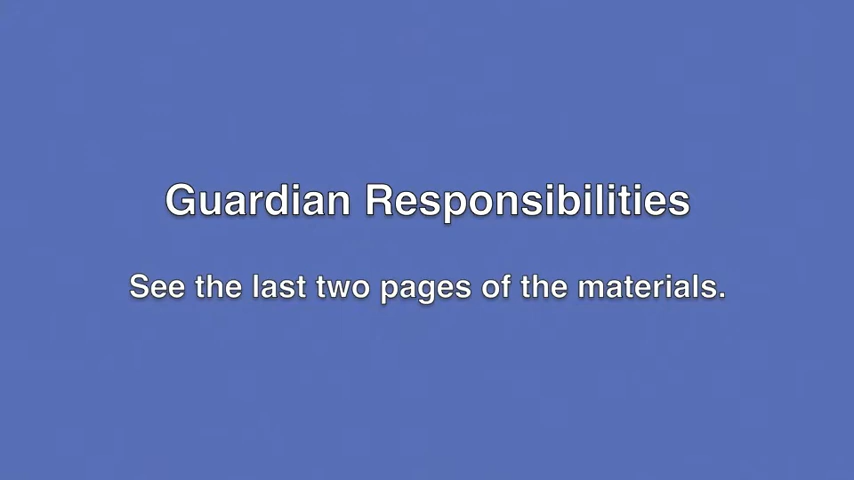 Guardian Responsibilities
See the last two pages of the materials.